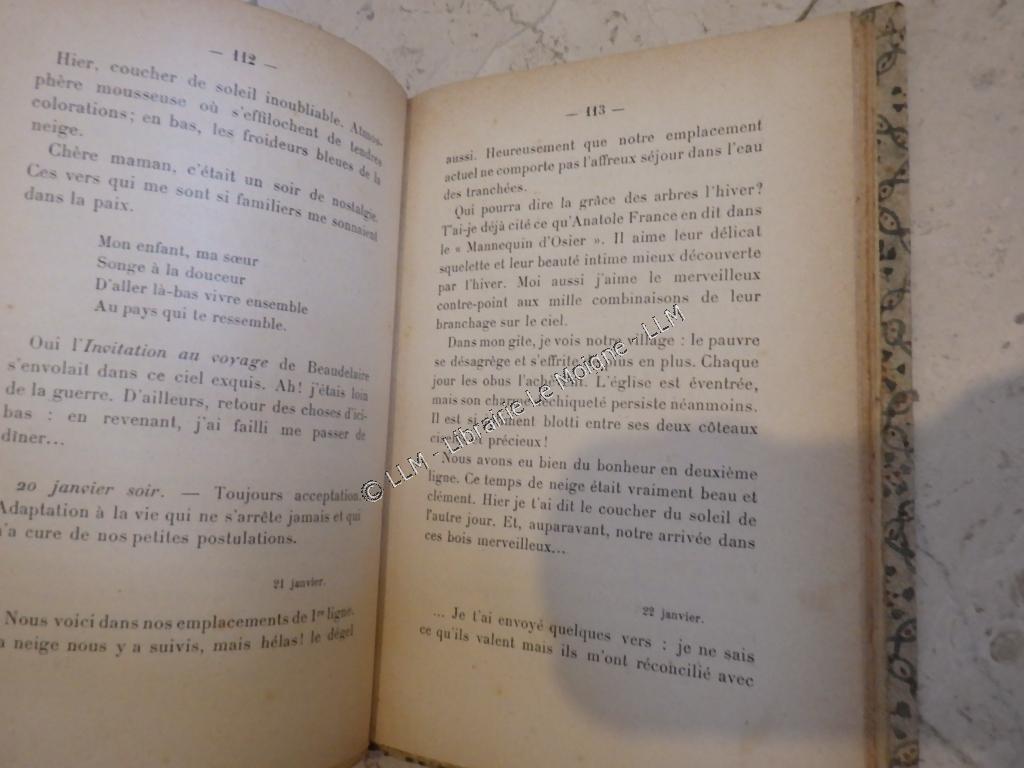 — 112 —
Hier, coucher de soleil inoubliable. Atmos-
phère mousseuse où s'effilochent de tendres
colorations; en bas, les froideurs bleues de la
neige.
Chère maman, c'était un soir de nostalgie.
Ces vers qui me sont si familiers me sonnaient
dans la paix.
Mon enfant, ma sœur
Songe à la douceur
D'aller là-bas vivre ensemble
Au pays qui te ressemble.
Oui l'Invitation au voyage de Beaudelaire
s'envolait dans ce ciel exquis. Ah! j'étais loin
de la guerre. D'ailleurs, retour des choses d'ici-
bas : en revenant, j'ai failli me passer de
dîner...
20 janvier soir. — Toujours acceptation.
Adaptation à la vie qui ne s'arrête jamais et qui
n'a cure de nos petites postulations.
21 janvier.
Nous voici dans nos emplacements de 1re ligne.
a neige nous y a suivis, mais hélas! le dégel
— 113 —
aussi. Heureusement que notre emplacement
actuel ne comporte pas l'affreux séjour dans l'eau
des tranchées.
Qui pourra dire la grâce des arbres l'hiver?
T'ai-je déjà cité ce qu'Anatole France en dit dans
le « Mannequin d'Osier ». Il aime leur délicat
squelette et leur beauté intime mieux découverte
par l'hiver. Moi aussi j'aime le merveilleux
contre-point aux mille combinaisons de leur
branchage sur le ciel.
Dans mon gîte, je vois notre village : le pauvre
se désagrège et s'effrite de plus en plus. Chaque
jour les obus l'achèvent. L'église est éventrée,
mais son charme déchiqueté persiste néanmoins.
Il est si blotti entre ses deux côteaux
et précieux!
Nous avons eu bien du bonheur en deuxième
ligne. Ce temps de neige était vraiment beau et
clément. Hier je t'ai dit le coucher du soleil de
l'autre jour. Et, auparavant, notre arrivée dans
ces bois merveilleux...
22 janvier.
... Je t'ai envoyé quelques vers : je ne sais
ce qu'ils valent mais ils m'ont réconcilié avec
© LLM - Librairie Le Moigne - LLM